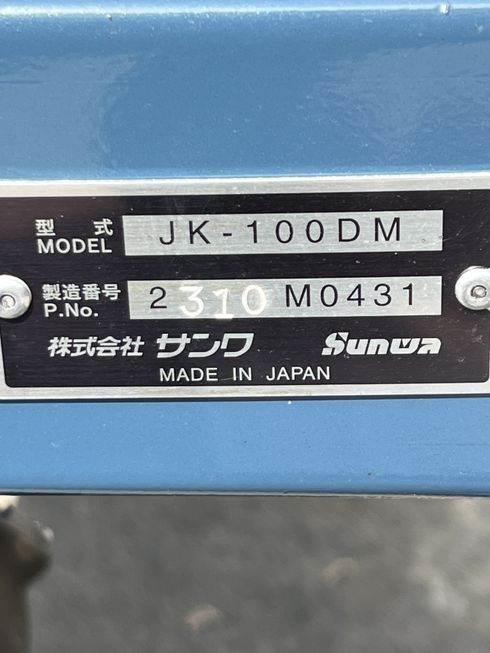 型式 JK-100DM
MODEL
製造番号 2310M0431
P.No.
株式会社 サンワ Sunwa
MADE IN JAPAN